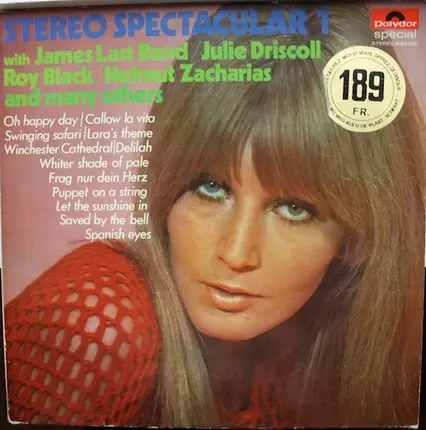 STEREO SPECTACULAR 1
with James Last Band / Julie Driscoll
Roy Black / Helmut Zacharias
and many others
Oh happy day / Callow la vita
Swinging safari / Lara's theme
Winchester Cathedral / Delilah
Whiter shade of pale
Frag nur dein Herz
Puppet on a string
Let the sunshine in
Saved by the bell
Spanish eyes
polydor
special
STEREO
189
FR.